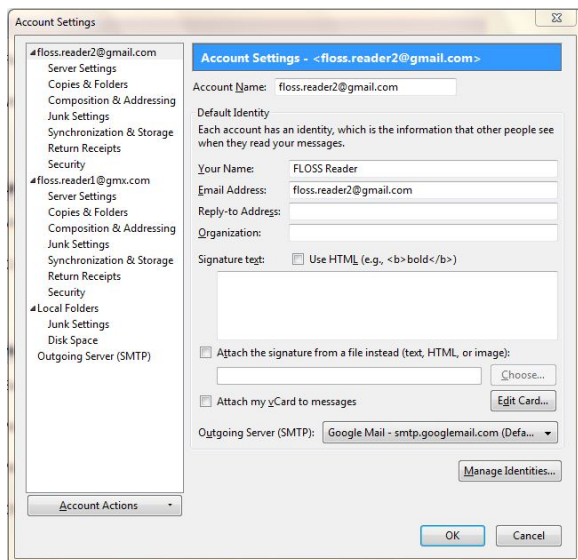 Account Settings
floss.reader2@gmail.com
Server Settings
Copies & Folders
Composition & Addressing
Junk Settings
Synchronization & Storage
Return Receipts
Security
floss.reader1@gmx.com
Server Settings
Copies & Folders
Composition & Addressing
Junk Settings
Synchronization & Storage
Return Receipts
Security
Local Folders
Junk Settings
Disk Space
Outgoing Server (SMTP)
Account Actions
Account Settings - <floss.reader2@gmail.com>
Account Name: floss.reader2@gmail.com
Default Identity
Each account has an identity, which is the information that other people see
when they read your messages.
Your Name: FLOSS Reader
Email Address: floss.reader2@gmail.com
Reply-to Address:
Organization:
Signature text: Use HTML (e.g., <b>bold</b>)
Attach the signature from a file instead (text, HTML, or image):
Choose...
Attach my vCard to messages Edit Card...
Outgoing Server (SMTP): Google Mail - smtp.googlemail.com (Defa...
Manage Identities...
OK Cancel